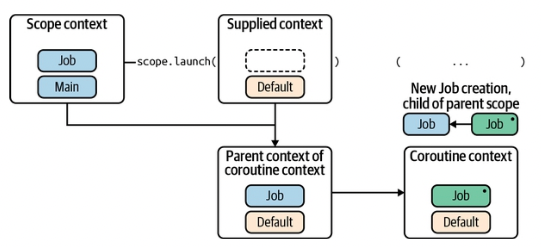 Scope context
Job
Main
scope.launch(
Supplied context
Default
)
( ... )
New Job creation,
child of parent scope
Job
Job
Parent context of
coroutine context
Job
Default
Coroutine context
Job
Default